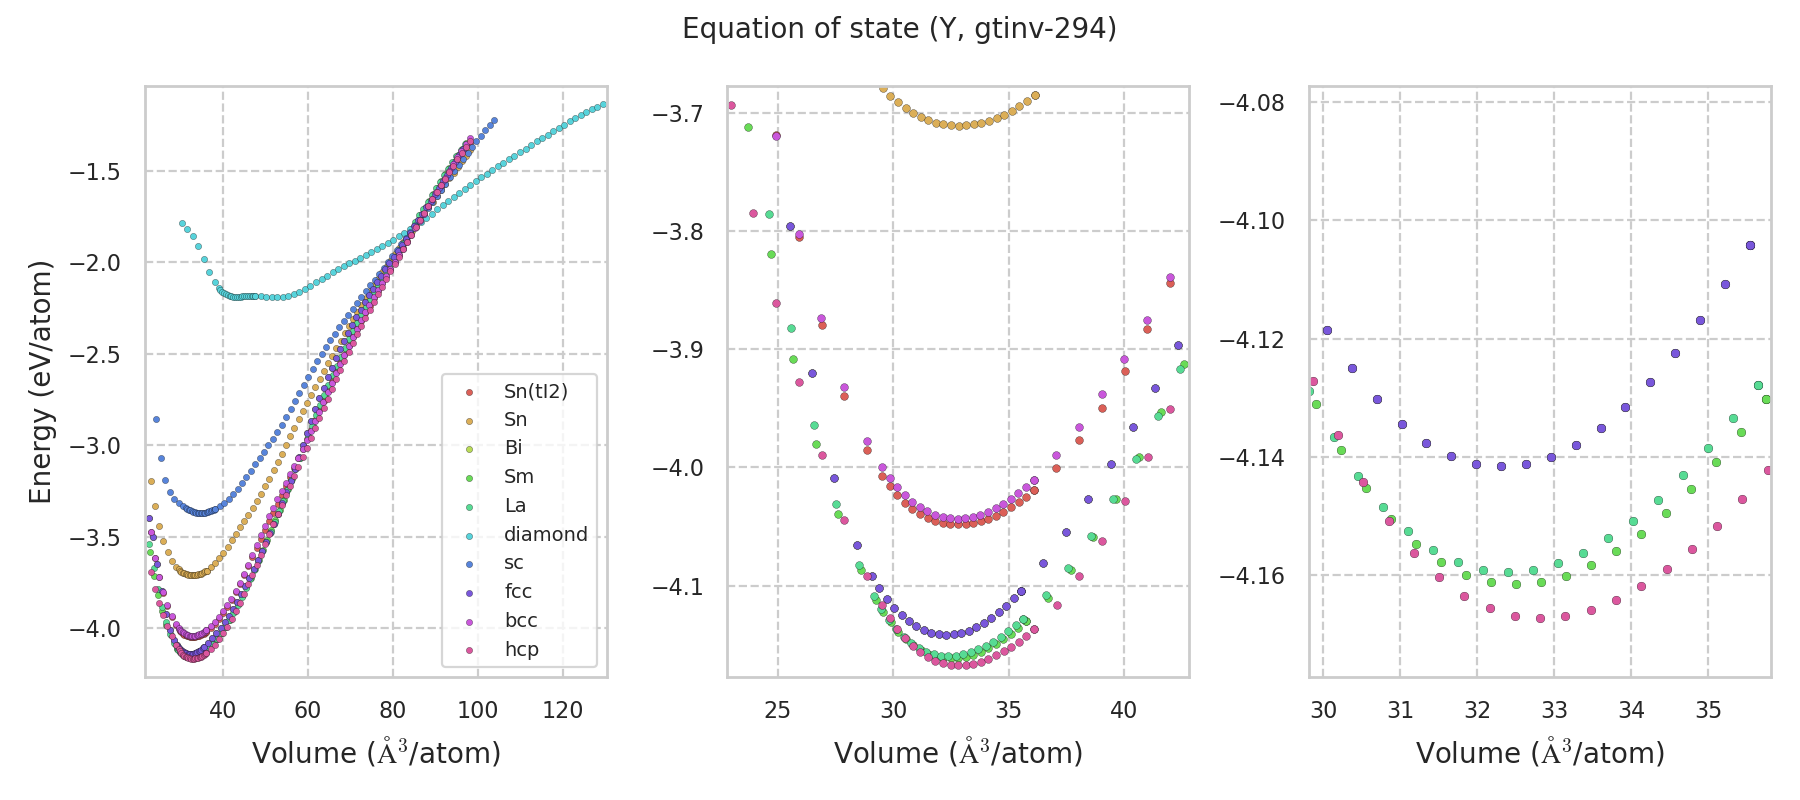 Equation of state (Y, gtinv-294)
Energy (eV/atom)
−1.5
−2.0
−2.5
−3.0
−3.5
−4.0
40 60 80 100 120
Volume (Å³/atom)
Sn(tI2)
Sn
Bi
Sm
La
diamond
sc
fcc
bcc
hcp
−3.7
−3.8
−3.9
−4.0
−4.1
25 30 35 40
Volume (Å³/atom)
−4.08
−4.10
−4.12
−4.14
−4.16
30 31 32 33 34 35
Volume (Å³/atom)